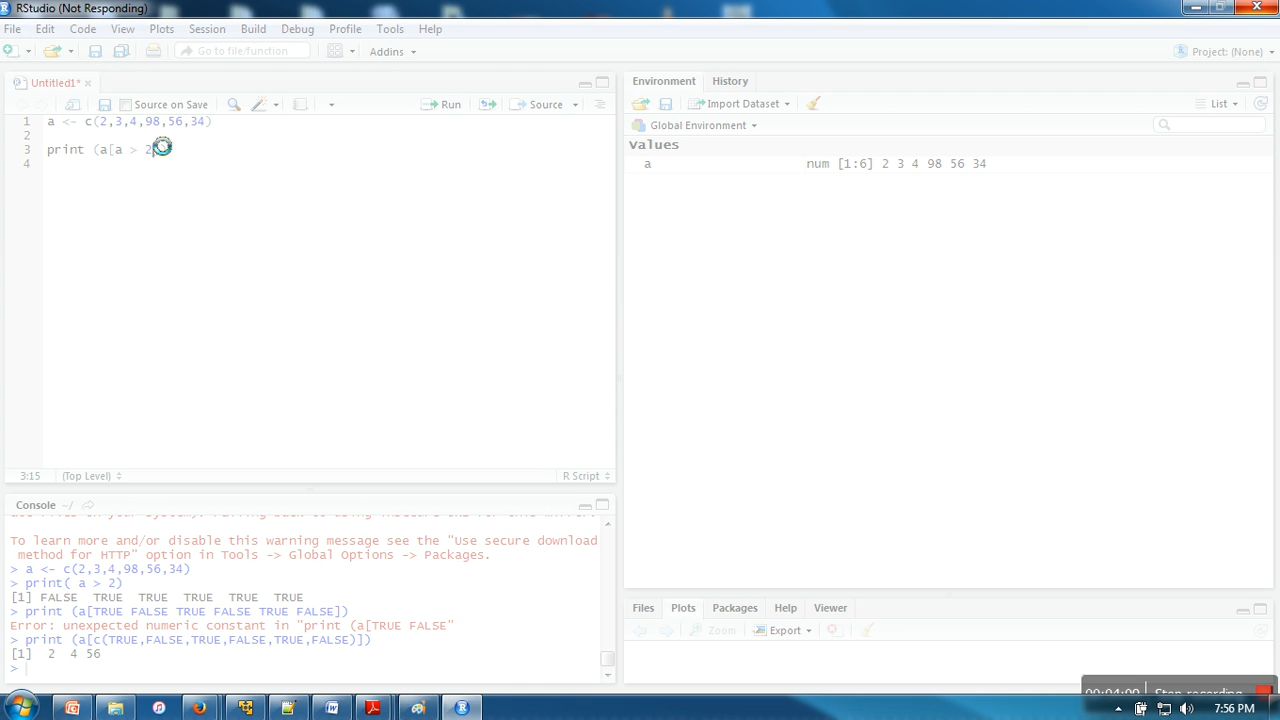 RStudio (Not Responding)
File Edit Code View Plots Session Build Debug Profile Tools Help
Go to file/function Addins Project: (None)
Untitled1*
Source on Save Run Source
1 a <- c(2,3,4,98,56,34)
2
3 print (a[a > 2
4
3:15 (Top Level) R Script
Console ~/
To learn more and/or disable this warning message see the "Use secure download
method for HTTP" option in Tools -> Global Options -> Packages.
> a <- c(2,3,4,98,56,34)
> print( a > 2)
[1] FALSE TRUE TRUE TRUE TRUE TRUE
> print (a[TRUE FALSE TRUE FALSE TRUE FALSE])
Error: unexpected numeric constant in "print (a[TRUE FALSE"
> print (a[c(TRUE,FALSE,TRUE,FALSE,TRUE,FALSE)])
[1] 2 4 56
>
Environment History
Import Dataset List
Global Environment
Values
a num [1:6] 2 3 4 98 56 34
Files Plots Packages Help Viewer
Zoom Export
Stop recording
7:56 PM